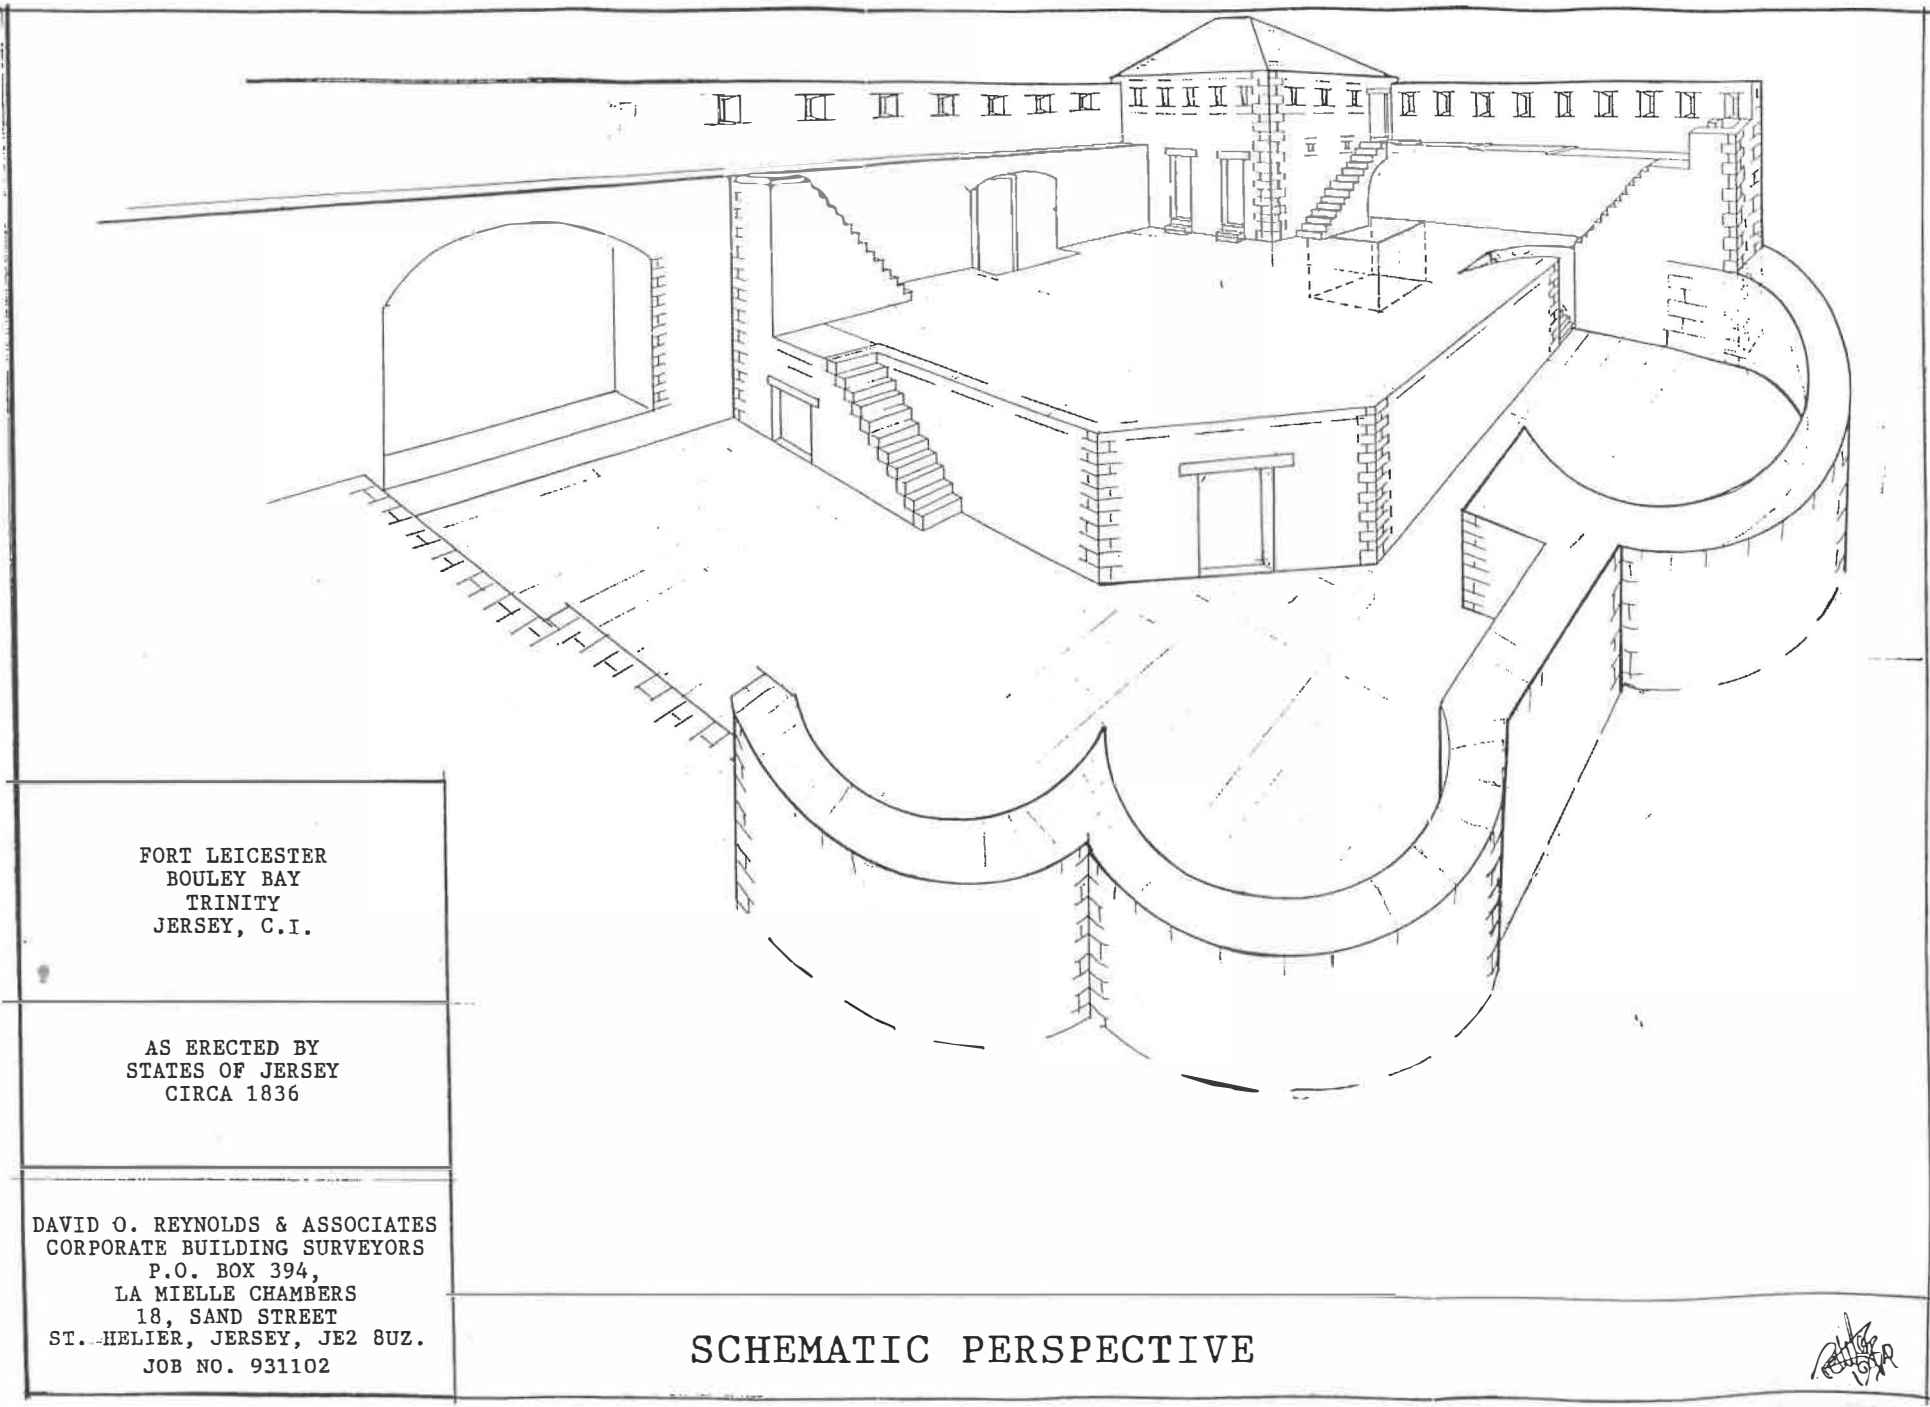 FORT LEICESTER
BOULEY BAY
TRINITY
JERSEY, C.I.
AS ERECTED BY
STATES OF JERSEY
CIRCA 1836
DAVID O. REYNOLDS & ASSOCIATES
CORPORATE BUILDING SURVEYORS
P.O. BOX 394,
LA MIELLE CHAMBERS
18, SAND STREET
ST. HELIER, JERSEY, JE2 8UZ.
JOB NO. 931102
SCHEMATIC PERSPECTIVE